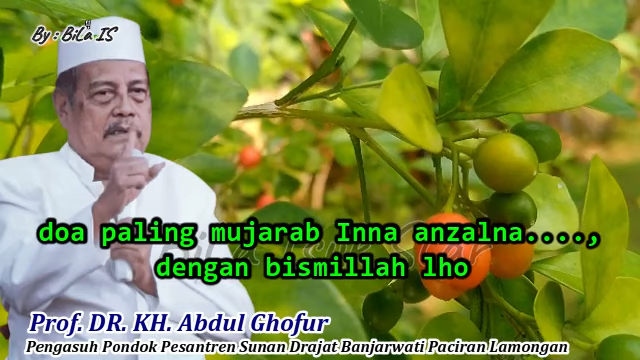 By : BiLa IS
doa paling mujarab Inna anzalna....,
dengan bismillah lho
Prof. DR. KH. Abdul Ghofur
Pengasuh Pondok Pesantren Sunan Drajat Banjarwati Paciran Lamongan